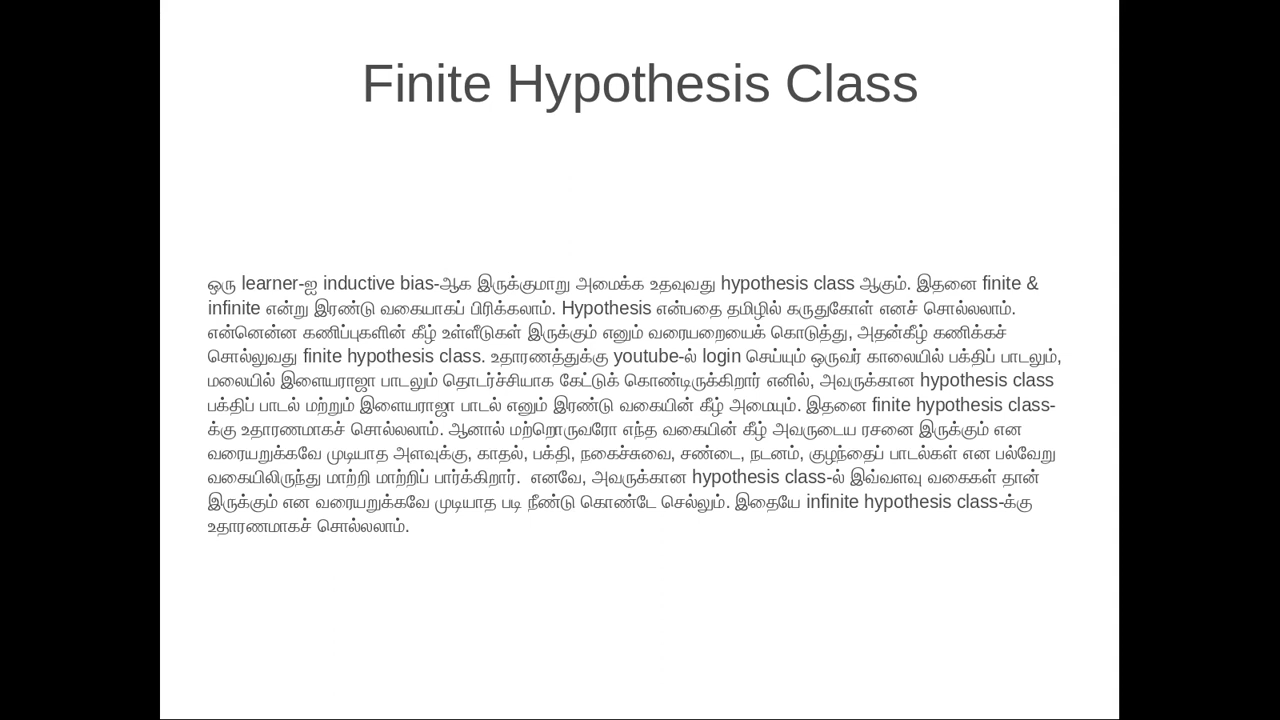 Finite Hypothesis Class
ஒரு learner-ஐ inductive bias-ஆக இருக்குமாறு அமைக்க உதவுவது hypothesis class ஆகும். இதனை finite &
infinite என்று இரண்டு வகையாகப் பிரிக்கலாம். Hypothesis என்பதை தமிழில் கருதுகோள் எனச் சொல்லலாம்.
என்னென்ன கணிப்புகளின் கீழ் உள்ளீடுகள் இருக்கும் எனும் வரையறையைக் கொடுத்து, அதன்கீழ் கணிக்கச்
சொல்லுவது finite hypothesis class. உதாரணத்துக்கு youtube-ல் login செய்யும் ஒருவர் காலையில் பக்திப் பாடலும்,
மலையில் இளையராஜா பாடலும் தொடர்ச்சியாக கேட்டுக் கொண்டிருக்கிறார் எனில், அவருக்கான hypothesis class
பக்திப் பாடல் மற்றும் இளையராஜா பாடல் எனும் இரண்டு வகையின் கீழ் அமையும். இதனை finite hypothesis class-
க்கு உதாரணமாகச் சொல்லலாம். ஆனால் மற்றொருவரோ எந்த வகையின் கீழ் அவருடைய ரசனை இருக்கும் என
வரையறுக்கவே முடியாத அளவுக்கு, காதல், பக்தி, நகைச்சுவை, சண்டை, நடனம், குழந்தைப் பாடல்கள் என பல்வேறு
வகையிலிருந்து மாற்றி மாற்றிப் பார்க்கிறார்.  எனவே, அவருக்கான hypothesis class-ல் இவ்வளவு வகைகள் தான்
இருக்கும் என வரையறுக்கவே முடியாத படி நீண்டு கொண்டே செல்லும். இதையே infinite hypothesis class-க்கு
உதாரணமாகச் சொல்லலாம்.